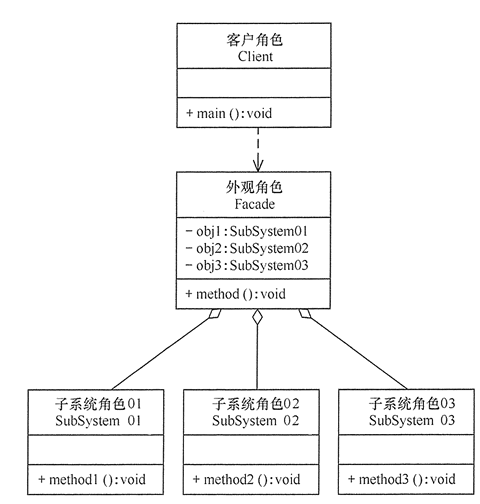 客户角色
Client
+ main ( ): void
外观角色
Facade
- obj1:SubSystem01
- obj2:SubSystem02
- obj3:SubSystem03
+ method ( ): void
子系统角色01
SubSystem 01
+ method1 ( ): void
子系统角色02
SubSystem 02
+ method2 ( ): void
子系统角色03
SubSystem 03
+ method3 ( ): void